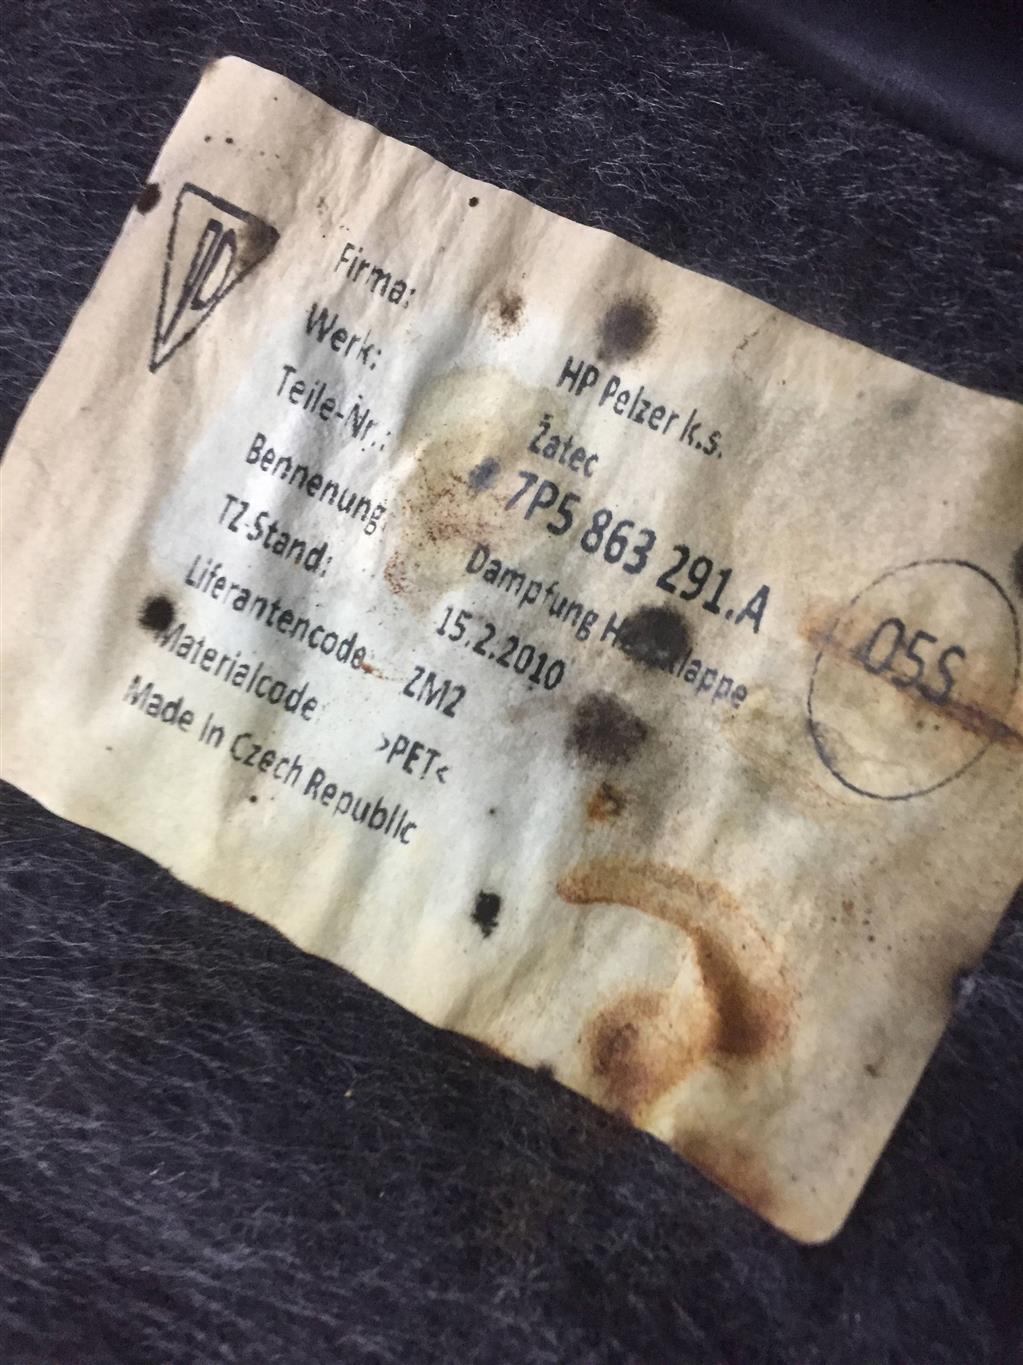 Firma: HP Pelzer k.s.
Werk: Žatec
Teile-Nr.: 7P5 863 291.A
Bennenung: Dämpfung
TZ-Stand: 15.2.2010
Liferantencode ZM2
Materialcode >PET<
Made in Czech Republic
05S